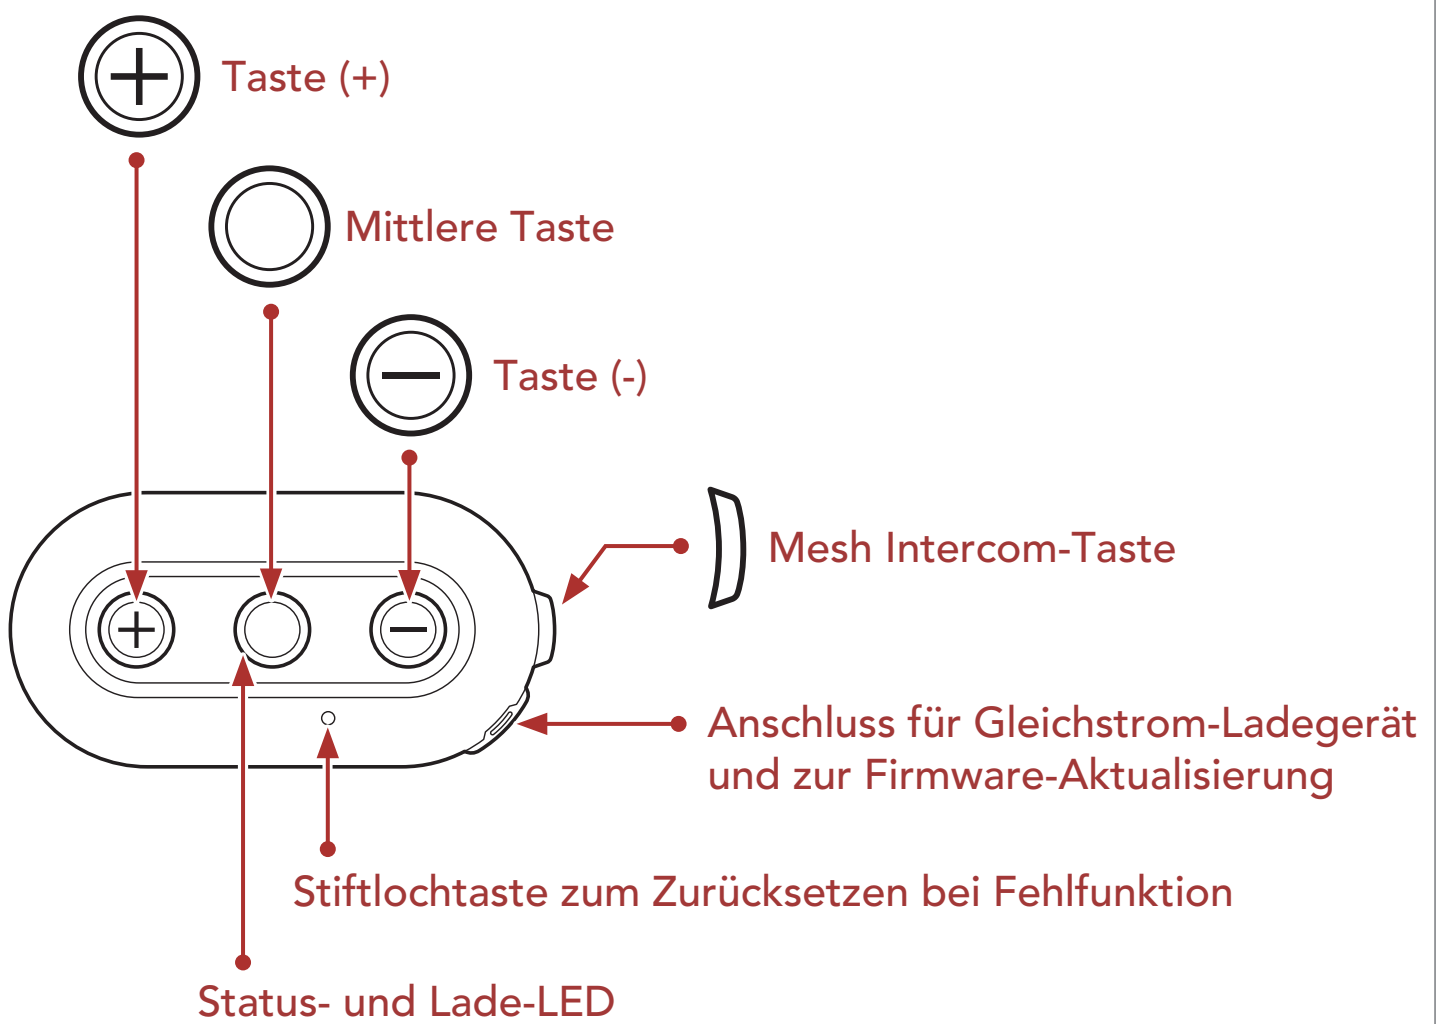 Taste (+)
Mittlere Taste
Taste (-)
Mesh Intercom-Taste
Anschluss für Gleichstrom-Ladegerät
und zur Firmware-Aktualisierung
Stiftlochtaste zum Zurücksetzen bei Fehlfunktion
Status- und Lade-LED